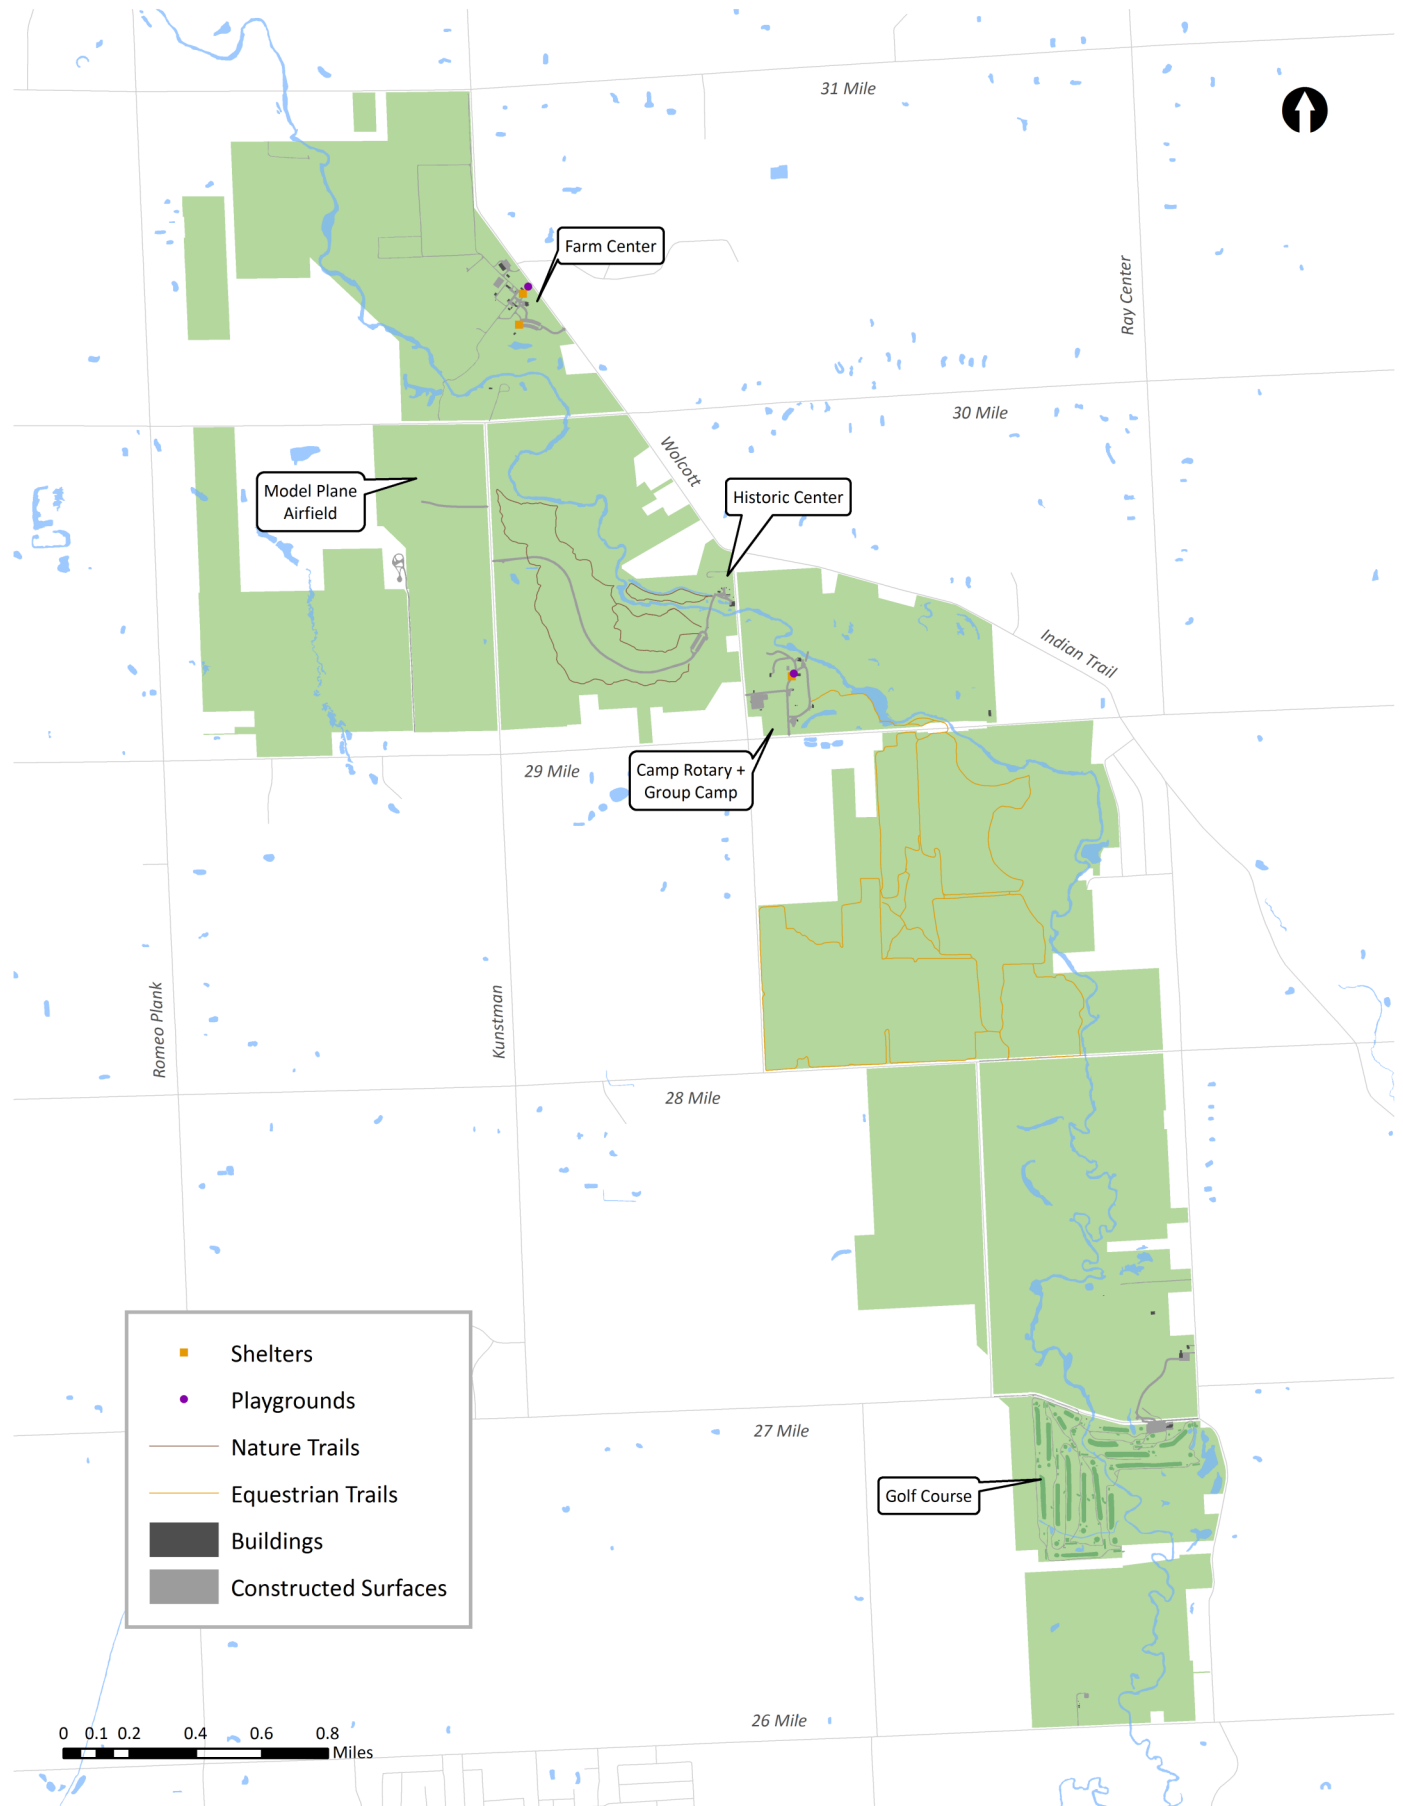 31 Mile
Farm Center
Ray Center
30 Mile
Wolcott
Model Plane
Airfield
Historic Center
Indian Trail
29 Mile
Camp Rotary +
Group Camp
Romeo Plank
Kunstman
28 Mile
Shelters
Playgrounds
Nature Trails
Equestrian Trails
Buildings
Constructed Surfaces
27 Mile
Golf Course
26 Mile
0 0.1 0.2 0.4 0.6 0.8
Miles